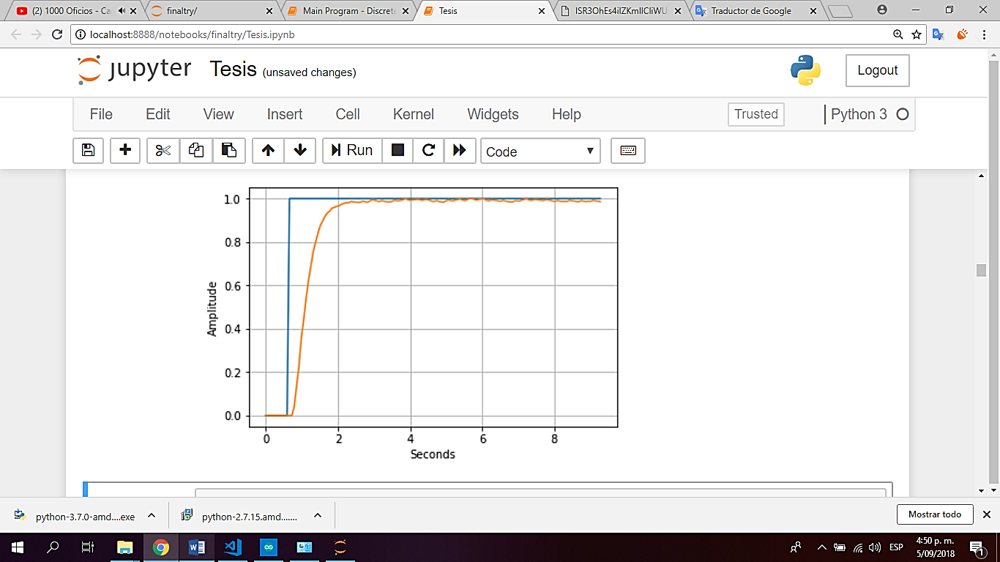 (2) 1000 Oficios - Ca
finaltry/
Main Program - Discrete
Tesis
ISR3OhEs4iIZKmIICIiWU
Traductor de Google
localhost:8888/notebooks/finaltry/Tesis.ipynb
jupyter Tesis (unsaved changes)
Logout
File Edit View Insert Cell Kernel Widgets Help
Trusted
Python 3
Run
Code
1.0
0.8
0.6
0.4
0.2
0.0
Amplitude
0 2 4 6 8
Seconds
python-3.7.0-amd....exe
python-2.7.15.amd.......
Mostrar todo
ESP
4:50 p. m.
5/09/2018
1